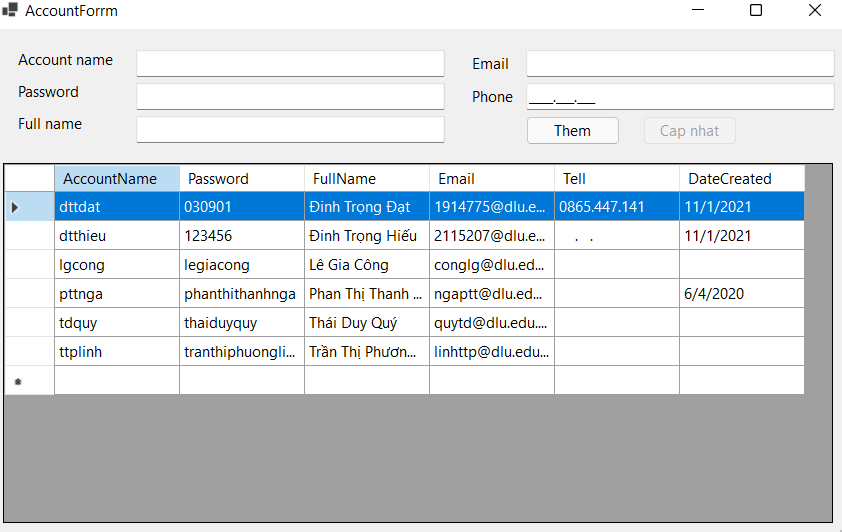 AccountForrm
Account name
Email
Password
Phone ___.__.__
Full name
Them Cap nhat
AccountName Password FullName Email Tell DateCreated
dttdat 030901 Đinh Trọng Đạt 1914775@dlu.e... 0865.447.141 11/1/2021
dtthieu 123456 Đinh Trọng Hiếu 2115207@dlu.e... . . 11/1/2021
lgcong legiacong Lê Gia Công conglg@dlu.ed...
pttnga phanthithanhnga Phan Thị Thanh ... ngaptt@dlu.ed... 6/4/2020
tdquy thaiduyquy Thái Duy Quý quytd@dlu.edu....
ttplinh tranthiphuongli... Trần Thị Phươn... linhttp@dlu.edu...